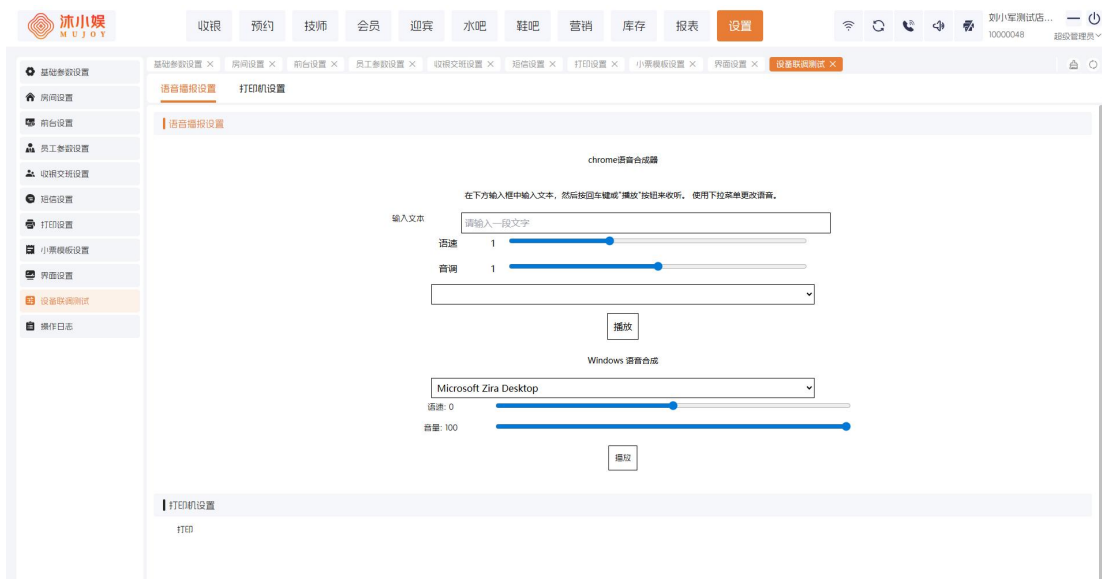 沐小娱
MUJOY
收银 预约 技师 会员 迎宾 水吧 鞋吧 营销 库存 报表 设置
刘小军测试店...
10000048 超级管理员
基础参数设置 房间设置 前台设置 员工参数设置 收银交班设置 短信设置 打印设置 小票模板设置 界面设置 设备联调测试
基础参数设置
房间设置
前台设置
员工参数设置
收银交班设置
短信设置
打印设置
小票模板设置
界面设置
设备联调测试
操作日志
语音播报设置 打印机设置
语音播报设置
chrome语音合成器
在下方输入框中输入文本，然后按回车键或"播放"按钮来收听。 使用下拉菜单更改语音。
输入文本 请输入一段文字
语速 1
音调 1
播放
Windows 语音合成
Microsoft Zira Desktop
语速: 0
音量: 100
播放
打印机设置
打印